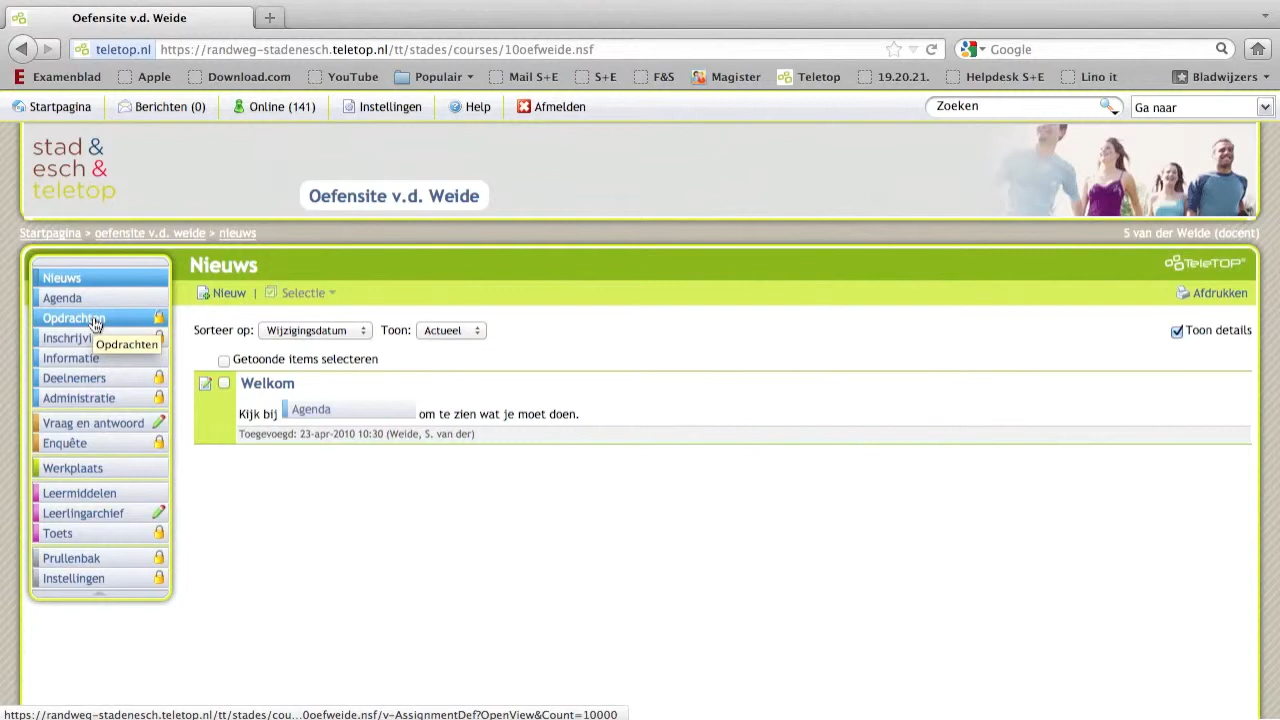 Oefensite v.d. Weide
teletop.nl https://randweg-stadenesch.teletop.nl/tt/stades/courses/10oefweide.nsf Google
Examenblad Apple Download.com YouTube Populair Mail S+E S+E F&S Magister Teletop 19.20.21. Helpdesk S+E Line it Bladwijzers
Startpagina Berichten (0) Online (141) Instellingen Help Afmelden Zoeken Ga naar
stad &
esch &
teletop
Oefensite v.d. Weide
Startpagina > oefensite v.d. weide > nieuws S van der Weide (docent)
Nieuws
TeleTOP
Nieuw | Selectie Afdrukken
Sorteer op: Wijzigingsdatum Toon: Actueel Toon details
Getoonde items selecteren
Welkom
Kijk bij Agenda om te zien wat je moet doen.
Toegevoegd: 23-apr-2010 10:30 (Weide, S. van der)
Nieuws
Agenda
Opdrachten
Opdrachten
Informatie
Deelnemers
Administratie
Vraag en antwoord
Enquête
Werkplaats
Leermiddelen
Leerlingarchief
Toets
Prullenbak
Instellingen
https://randweg-stadenesch.teletop.nl/tt/stades/cou...0oefweide.nsf/v-AssignmentDef?OpenView&Count=10000